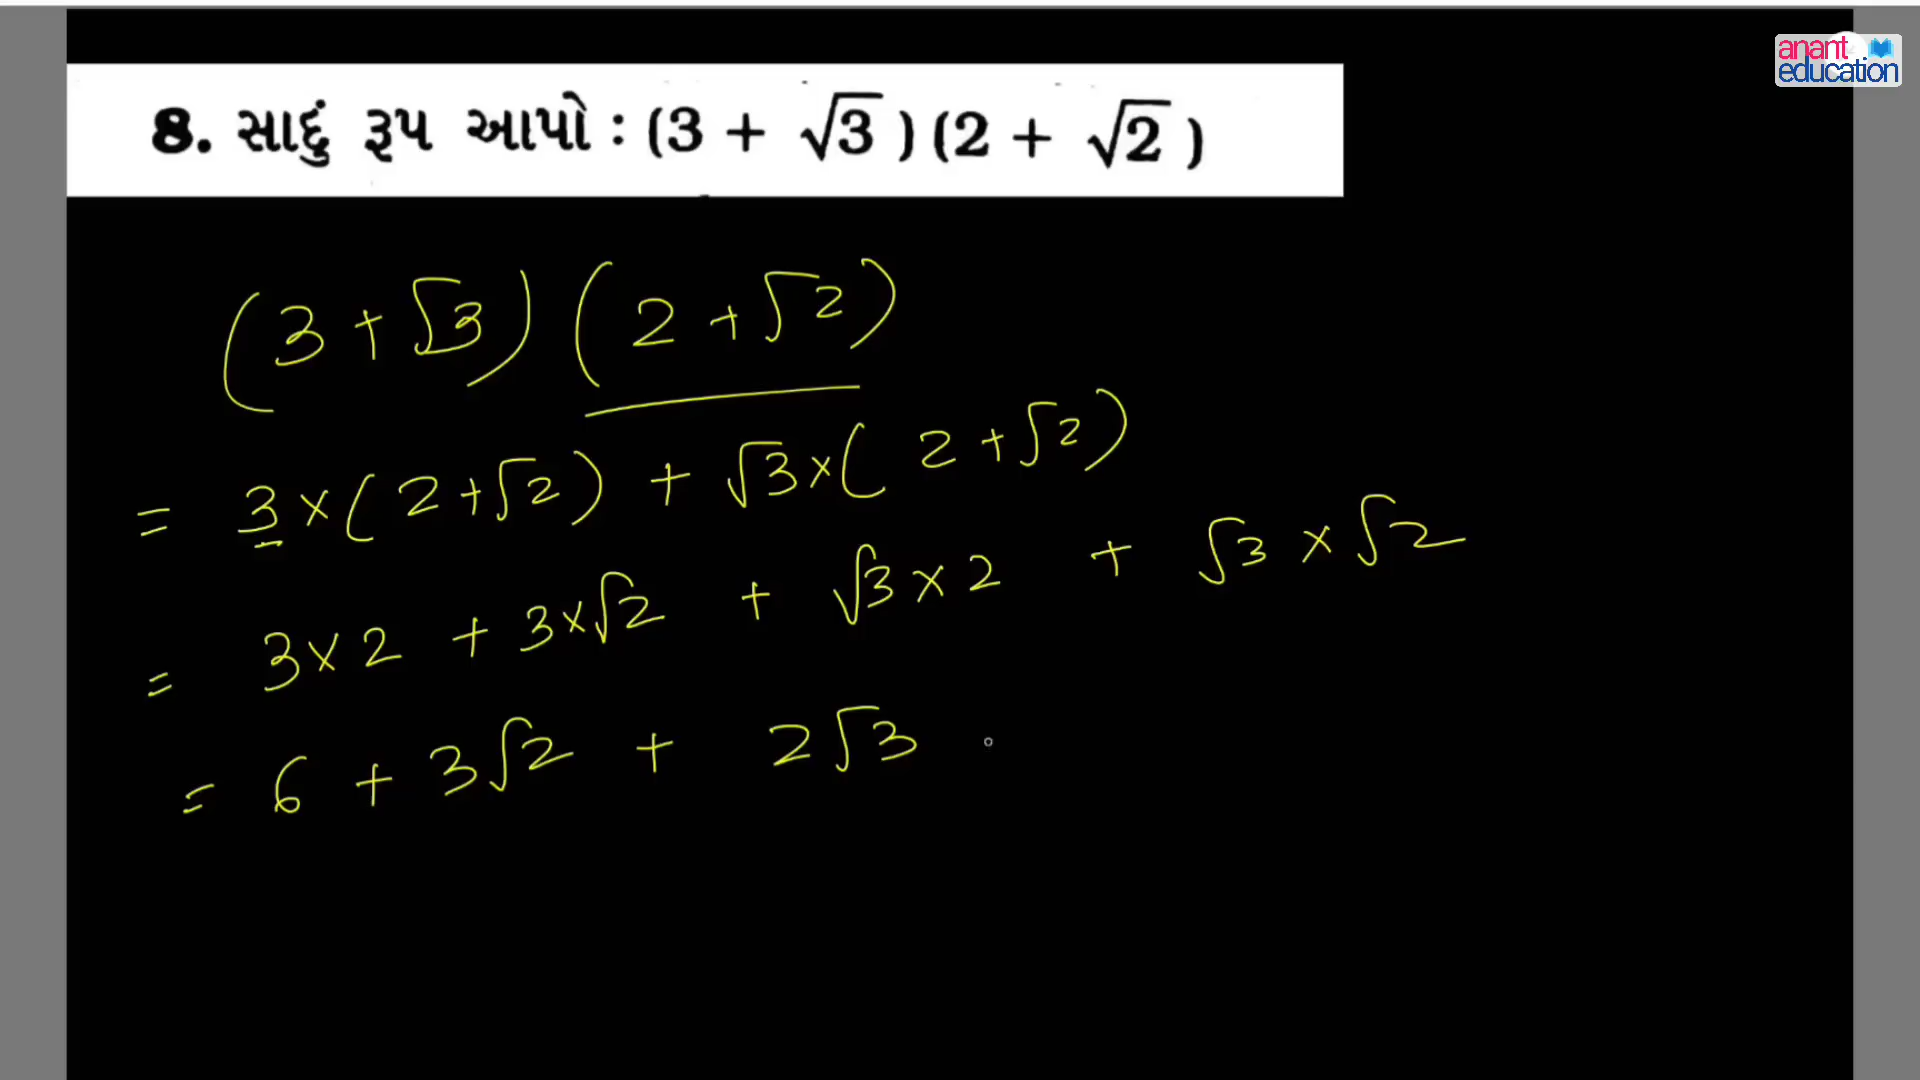 anant
education
8. સાદું રૂપ આપો : (3 + √3 ) (2 + √2 )
(3 + √3) (2 + √2)
= 3 × (2 + √2) + √3 × (2 + √2)
= 3 × 2 + 3 × √2 + √3 × 2 + √3 × √2
= 6 + 3√2 + 2√3